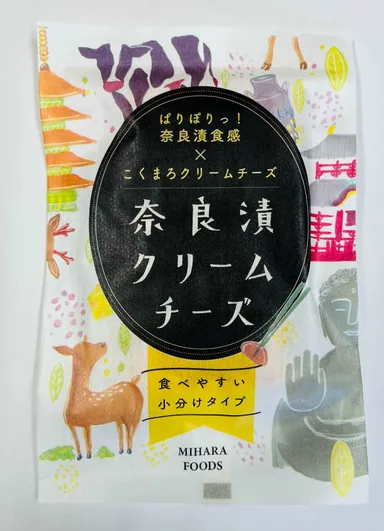 ぱりぽりっ！
奈良漬食感
×
こくまろクリームチーズ
奈良漬
クリーム
チーズ
食べやすい
小分けタイプ
MIHARA
FOODS